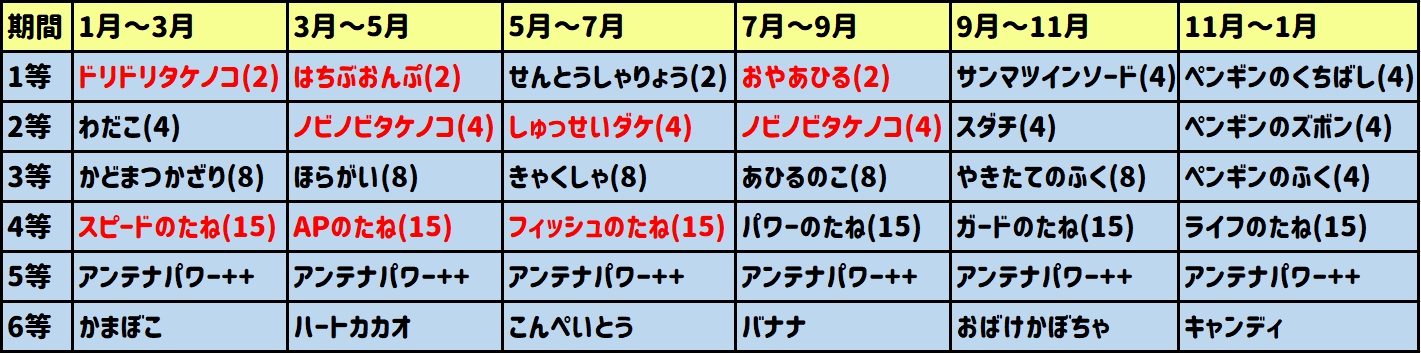 期間 1月～3月 3月～5月 5月～7月 7月～9月 9月～11月 11月～1月
1等 ドリドリタケノコ(2) はちぶおんぷ(2) せんとうしゃりょう(2) おやあひる(2) サンマツインソード(4) ペンギンのくちばし(4)
2等 わだこ(4) ノビノビタケノコ(4) しゅっせいダケ(4) ノビノビタケノコ(4) スダチ(4) ペンギンのズボン(4)
3等 かどまつかざり(8) ほらがい(8) きゃくしゃ(8) あひるのこ(8) やきたてのふく(8) ペンギンのふく(4)
4等 スピードのたね(15) APのたね(15) フィッシュのたね(15) パワーのたね(15) ガードのたね(15) ライフのたね(15)
5等 アンテナパワー++ アンテナパワー++ アンテナパワー++ アンテナパワー++ アンテナパワー++ アンテナパワー++
6等 かまぼこ ハートカカオ こんぺいとう バナナ おばけかぼちゃ キャンディ